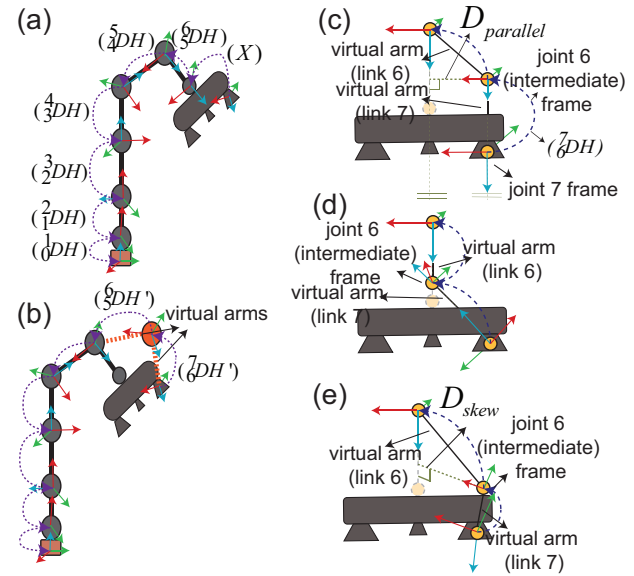 (a)
(⁵₄DH)
(⁶₅DH)
(X)
(⁴₃DH)
(³₂DH)
(²₁DH)
(¹₀DH)
(b)
(⁶₅DH')
virtual arms
(⁷₆DH')
(c)
D parallel
virtual arm
(link 6)
virtual arm
(link 7)
joint 6
(intermediate)
frame
(⁷₆DH)
joint 7 frame
(d)
joint 6
(intermediate)
frame
virtual arm
(link 6)
virtual arm
(link 7)
(e)
D skew
virtual arm
(link 6)
joint 6
(intermediate)
frame
virtual arm
(link 7)